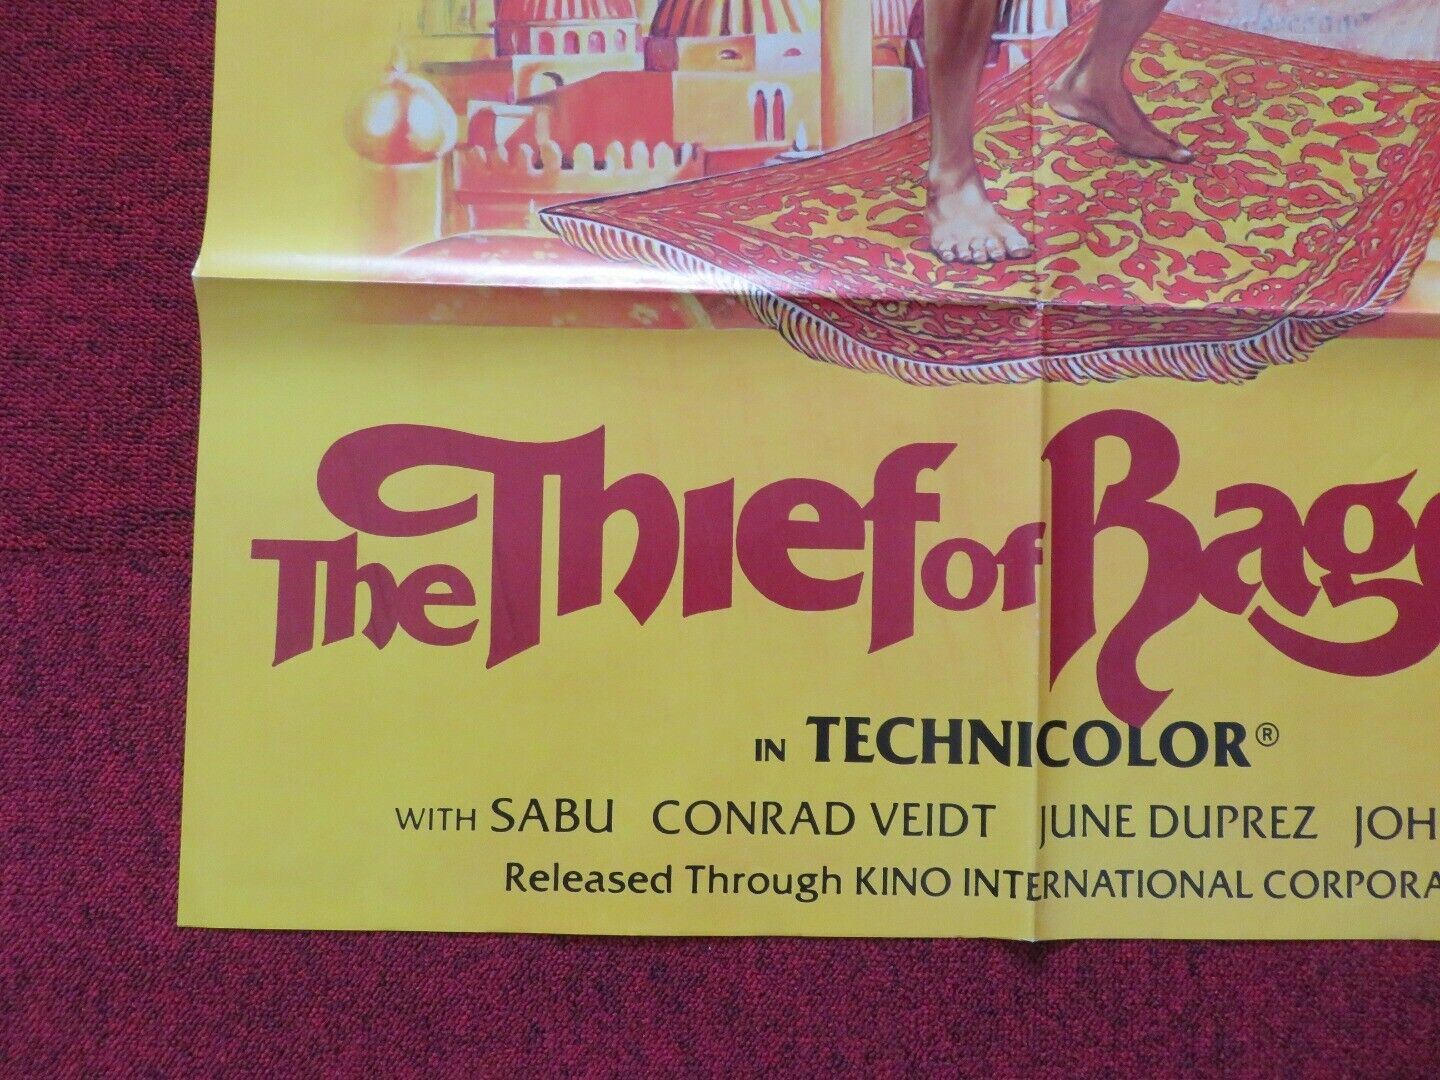 The Thief of Bag
IN TECHNICOLOR®
WITH SABU CONRAD VEIDT JUNE DUPREZ JOH
Released Through KINO INTERNATIONAL CORPORA